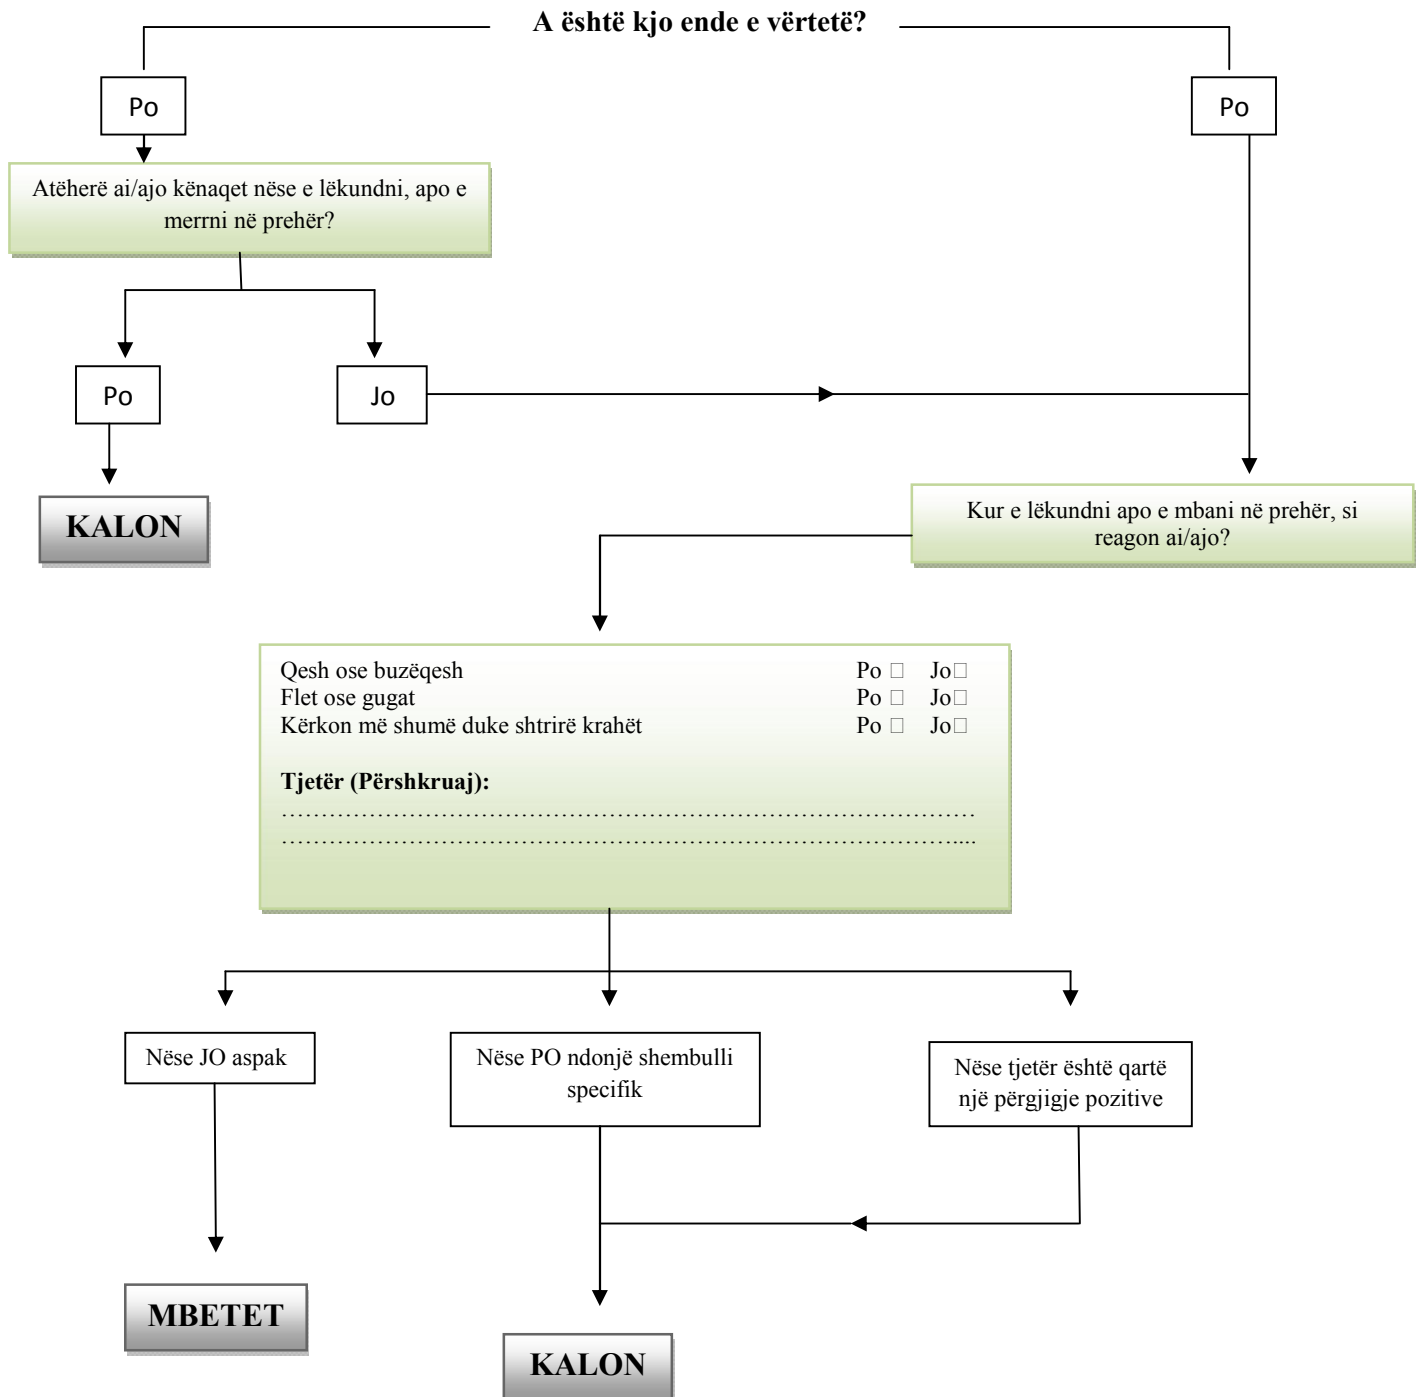 A është kjo ende e vërtetë?
Po
Po
Atëherë ai/ajo kënaqet nëse e lëkundni, apo e
merrni në prehër?
Po
Jo
KALON
Kur e lëkundni apo e mbani në prehër, si
reagon ai/ajo?
Qesh ose buzëqesh Po □ Jo□
Flet ose gugat Po □ Jo□
Kërkon më shumë duke shtrirë krahët Po □ Jo□
Tjetër (Përshkruaj):
……………………………………………………………………………
…………………………………………………………………………....
Nëse JO aspak
Nëse PO ndonjë shembulli
specifik
Nëse tjetër është qartë
një përgjigje pozitive
MBETET
KALON